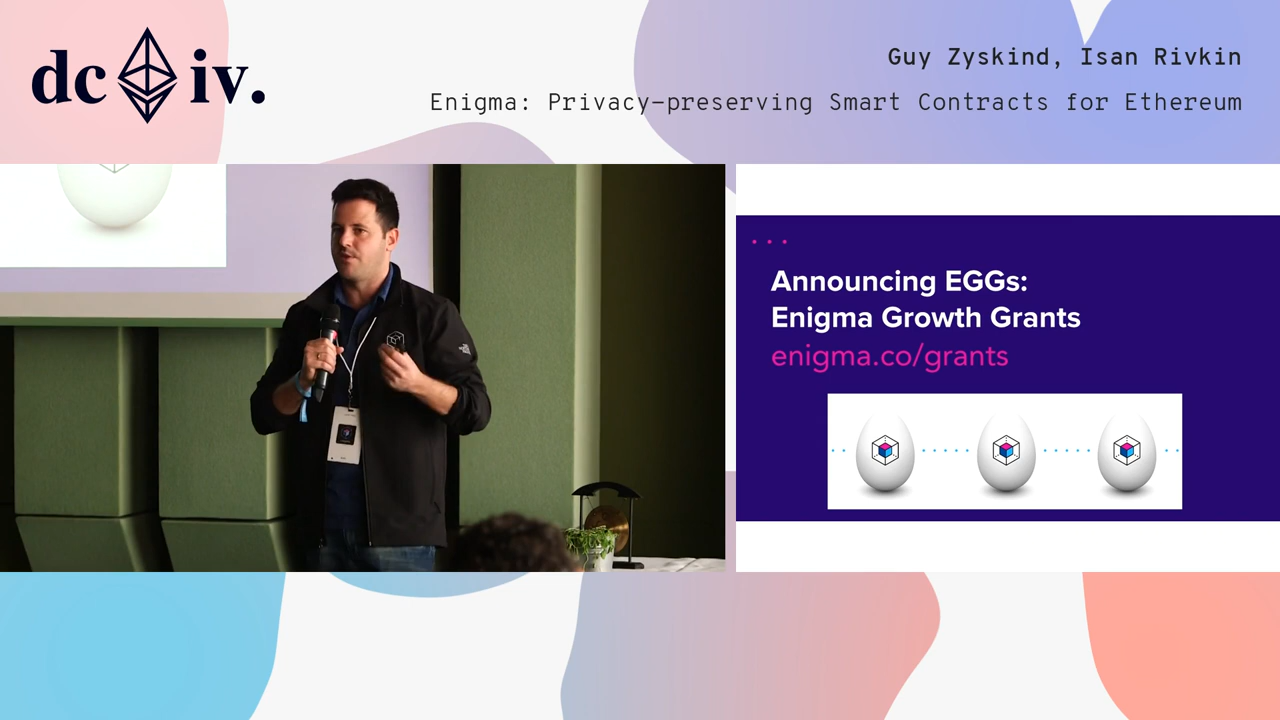 dc iv.
Guy Zyskind, Isan Rivkin
Enigma: Privacy-preserving Smart Contracts for Ethereum
Announcing EGGs:
Enigma Growth Grants
enigma.co/grants